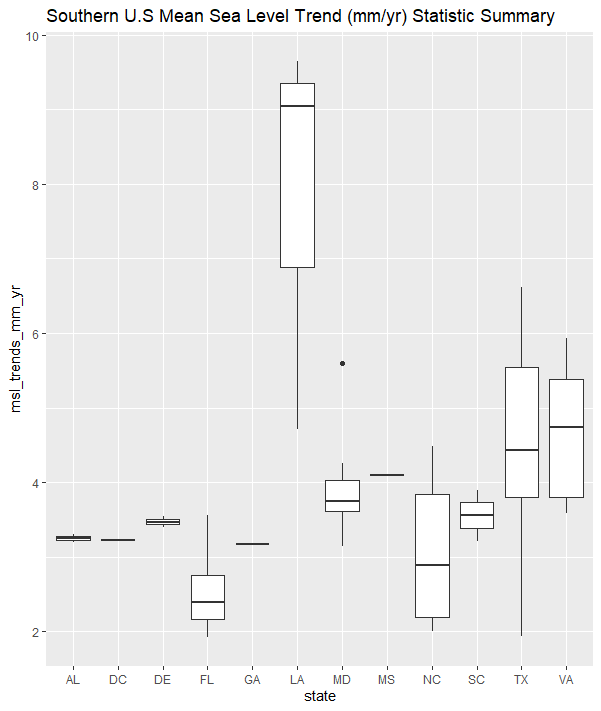 Southern U.S Mean Sea Level Trend (mm/yr) Statistic Summary
10
8
6
4
2
msl_trends_mm_yr
AL DC DE FL GA LA MD MS NC SC TX VA
state